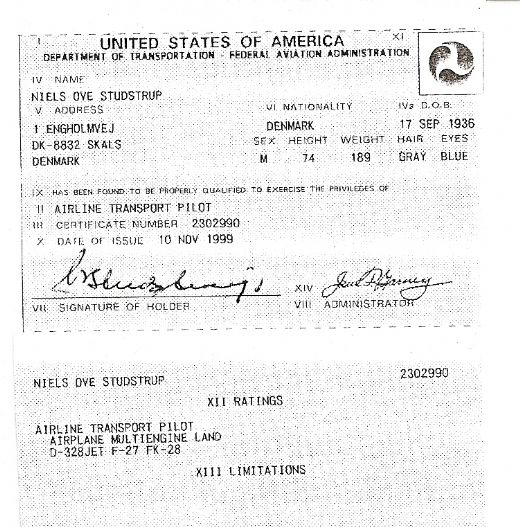 I
UNITED STATES OF AMERICA
XI
DEPARTMENT OF TRANSPORTATION - FEDERAL AVIATION ADMINISTRATION
IV NAME
NIELS OVE STUDSTRUP
V ADDRESS
VI NATIONALITY
IVa D.O.B.
1 ENGHOLMVEJ
DENMARK
17 SEP 1936
DK-8832 SKALS
SEX HEIGHT WEIGHT HAIR EYES
DENMARK
M 74 189 GRAY BLUE
IX HAS BEEN FOUND TO BE PROPERLY QUALIFIED TO EXERCISE THE PRIVILEGES OF
II AIRLINE TRANSPORT PILOT
III CERTIFICATE NUMBER 2302990
X DATE OF ISSUE 10 NOV 1999
XIV
VII SIGNATURE OF HOLDER
VIII ADMINISTRATOR
NIELS OVE STUDSTRUP
2302990
XII RATINGS
AIRLINE TRANSPORT PILOT
AIRPLANE MULTIENGINE LAND
D-328JET F-27 FK-28
XIII LIMITATIONS